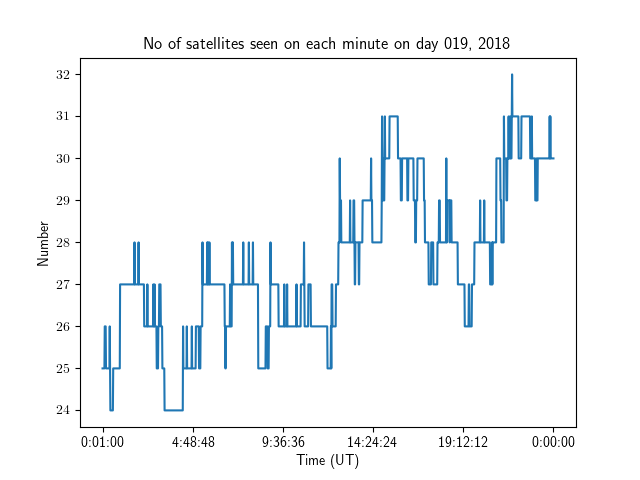 No of satellites seen on each minute on day 019, 2018
32
31
30
29
28
27
26
25
24
Number
0:01:00 4:48:48 9:36:36 14:24:24 19:12:12 0:00:00
Time (UT)